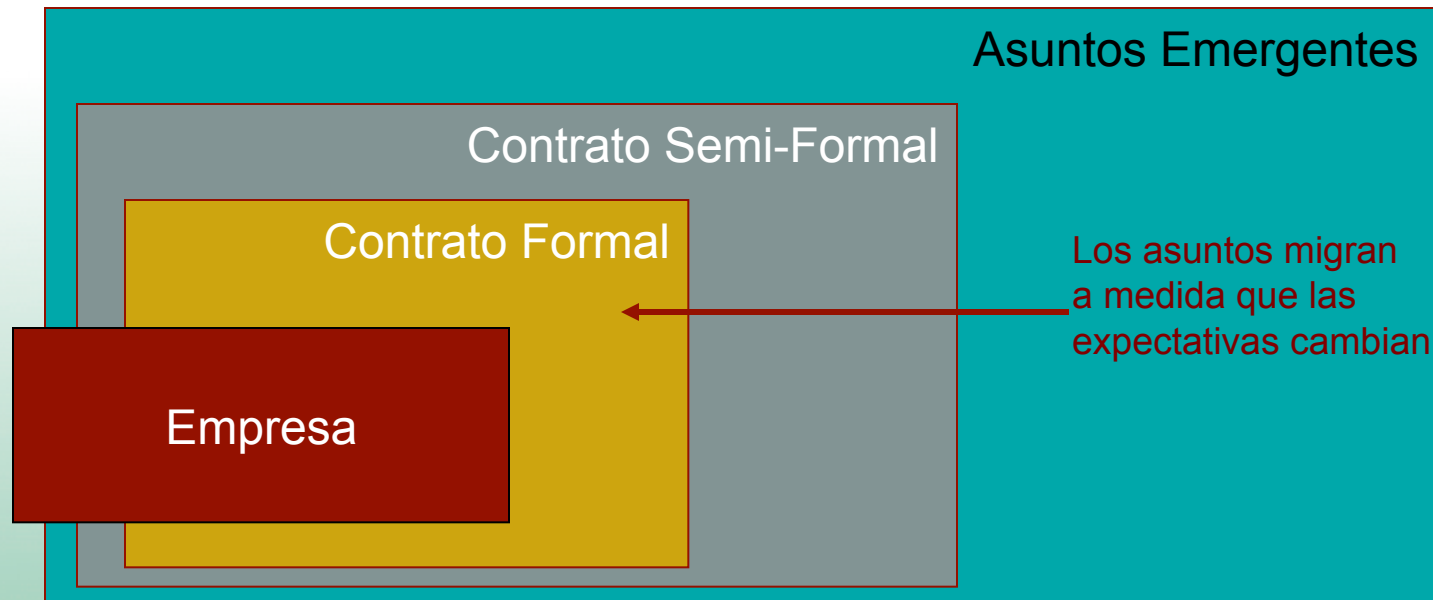 Asuntos Emergentes
Contrato Semi-Formal
Contrato Formal
Los asuntos migran
a medida que las
expectativas cambian
Empresa